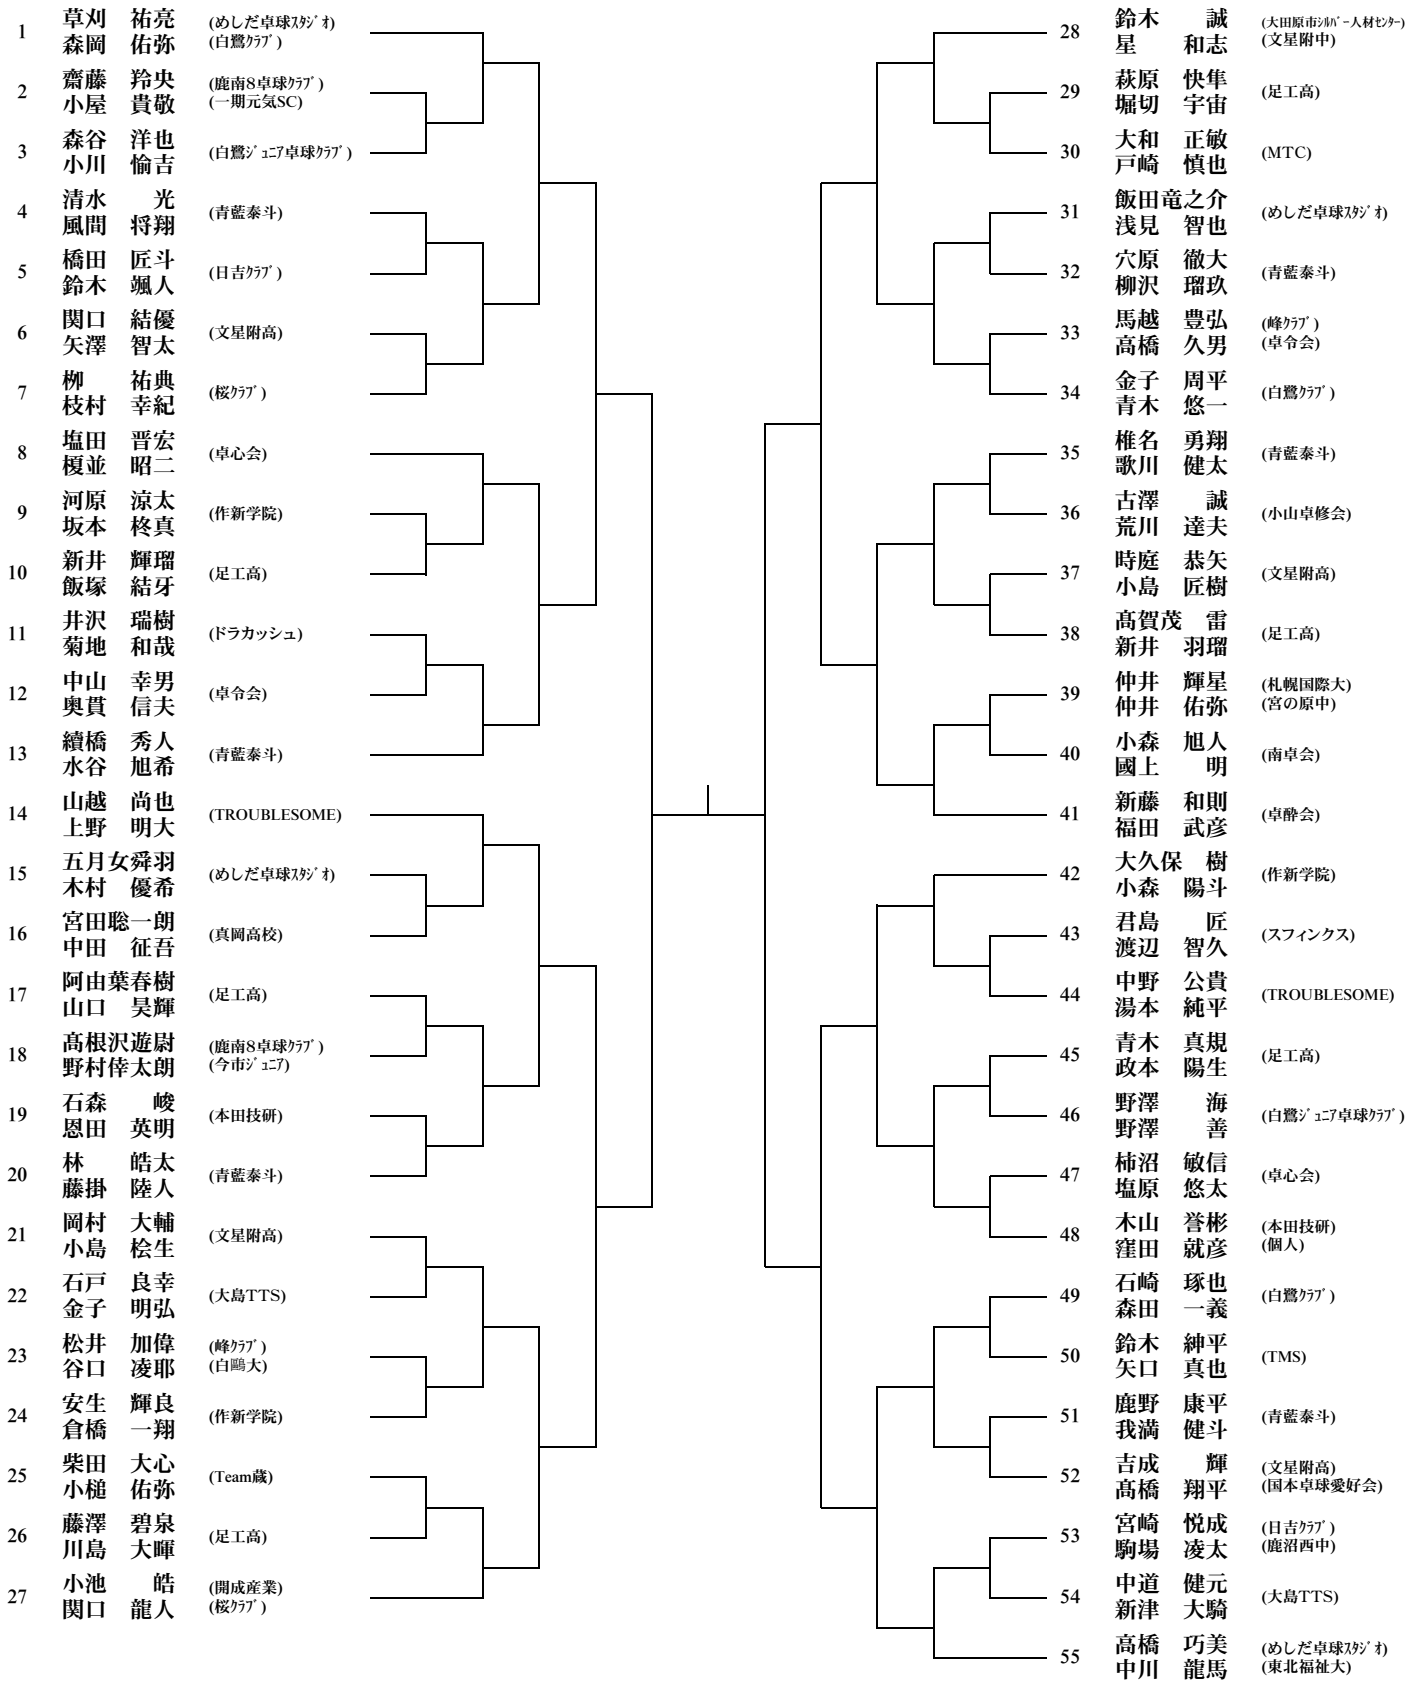 1 草刈 祐亮 (めしだ卓球ｽﾀｼﾞｵ)
森岡 佑弥 (白鷺ｸﾗﾌﾞ)
2 齋藤 羚央 (鹿南8卓球ｸﾗﾌﾞ)
小屋 貴敬 (一期元気SC)
3 森谷 洋也 (白鷺ｼﾞｭﾆｱ卓球ｸﾗﾌﾞ)
小川 愉吉
4 清水 光 (青藍泰斗)
風間 将翔
5 橋田 匠斗 (日吉ｸﾗﾌﾞ)
鈴木 颯人
6 関口 結優 (文星附高)
矢澤 智太
7 栁 祐典 (桜ｸﾗﾌﾞ)
枝村 幸紀
8 塩田 晋宏 (卓心会)
榎並 昭二
9 河原 涼太 (作新学院)
坂本 柊真
10 新井 輝瑠 (足工高)
飯塚 結牙
11 井沢 瑞樹 (ドラカッシュ)
菊地 和哉
12 中山 幸男 (卓令会)
奥貫 信夫
13 續橋 秀人 (青藍泰斗)
水谷 旭希
14 山越 尚也 (TROUBLESOME)
上野 明大
15 五月女舜羽 (めしだ卓球ｽﾀｼﾞｵ)
木村 優希
16 宮田聡一朗 (真岡高校)
中田 征吾
17 阿由葉春樹 (足工高)
山口 昊輝
18 髙根沢遊尉 (鹿南8卓球ｸﾗﾌﾞ)
野村倖太朗 (今市ｼﾞｭﾆｱ)
19 石森 峻 (本田技研)
恩田 英明
20 林 皓太 (青藍泰斗)
藤掛 陸人
21 岡村 大輔 (文星附高)
小島 桧生
22 石戸 良幸 (大島TTS)
金子 明弘
23 松井 加偉 (峰ｸﾗﾌﾞ)
谷口 凌耶 (白鷗大)
24 安生 輝良 (作新学院)
倉橋 一翔
25 柴田 大心 (Team蔵)
小槌 佑弥
26 藤澤 碧泉 (足工高)
川島 大暉
27 小池 皓 (開成産業)
関口 龍人 (桜ｸﾗﾌﾞ)
28 鈴木 誠 (大田原市ｼﾙﾊﾞｰ人材ｾﾝﾀｰ)
星 和志 (文星附中)
29 萩原 快隼 (足工高)
堀切 宇宙
30 大和 正敏 (MTC)
戸崎 慎也
31 飯田竜之介 (めしだ卓球ｽﾀｼﾞｵ)
浅見 智也
32 穴原 徹大 (青藍泰斗)
柳沢 瑠玖
33 馬越 豊弘 (峰ｸﾗﾌﾞ)
高橋 久男 (卓令会)
34 金子 周平 (白鷺ｸﾗﾌﾞ)
青木 悠一
35 椎名 勇翔 (青藍泰斗)
歌川 健太
36 古澤 誠 (小山卓修会)
荒川 達夫
37 時庭 恭矢 (文星附高)
小島 匠樹
38 髙賀茂 雷 (足工高)
新井 羽瑠
39 仲井 輝星 (札幌国際大)
仲井 佑弥 (宮の原中)
40 小森 旭人 (南卓会)
國上 明
41 新藤 和則 (卓酔会)
福田 武彦
42 大久保 樹 (作新学院)
小森 陽斗
43 君島 匠 (スフィンクス)
渡辺 智久
44 中野 公貴 (TROUBLESOME)
湯本 純平
45 青木 真規 (足工高)
政本 陽生
46 野澤 海 (白鷺ｼﾞｭﾆｱ卓球ｸﾗﾌﾞ)
野澤 善
47 柿沼 敏信 (卓心会)
塩原 悠太
48 木山 誉彬 (本田技研)
窪田 就彦 (個人)
49 石崎 琢也 (白鷺ｸﾗﾌﾞ)
森田 一義
50 鈴木 紳平 (TMS)
矢口 真也
51 鹿野 康平 (青藍泰斗)
我満 健斗
52 吉成 輝 (文星附高)
髙橋 翔平 (国本卓球愛好会)
53 宮崎 悦成 (日吉ｸﾗﾌﾞ)
駒場 凌太 (鹿沼西中)
54 中道 健元 (大島TTS)
新津 大騎
55 高橋 巧美 (めしだ卓球ｽﾀｼﾞｵ)
中川 龍馬 (東北福祉大)